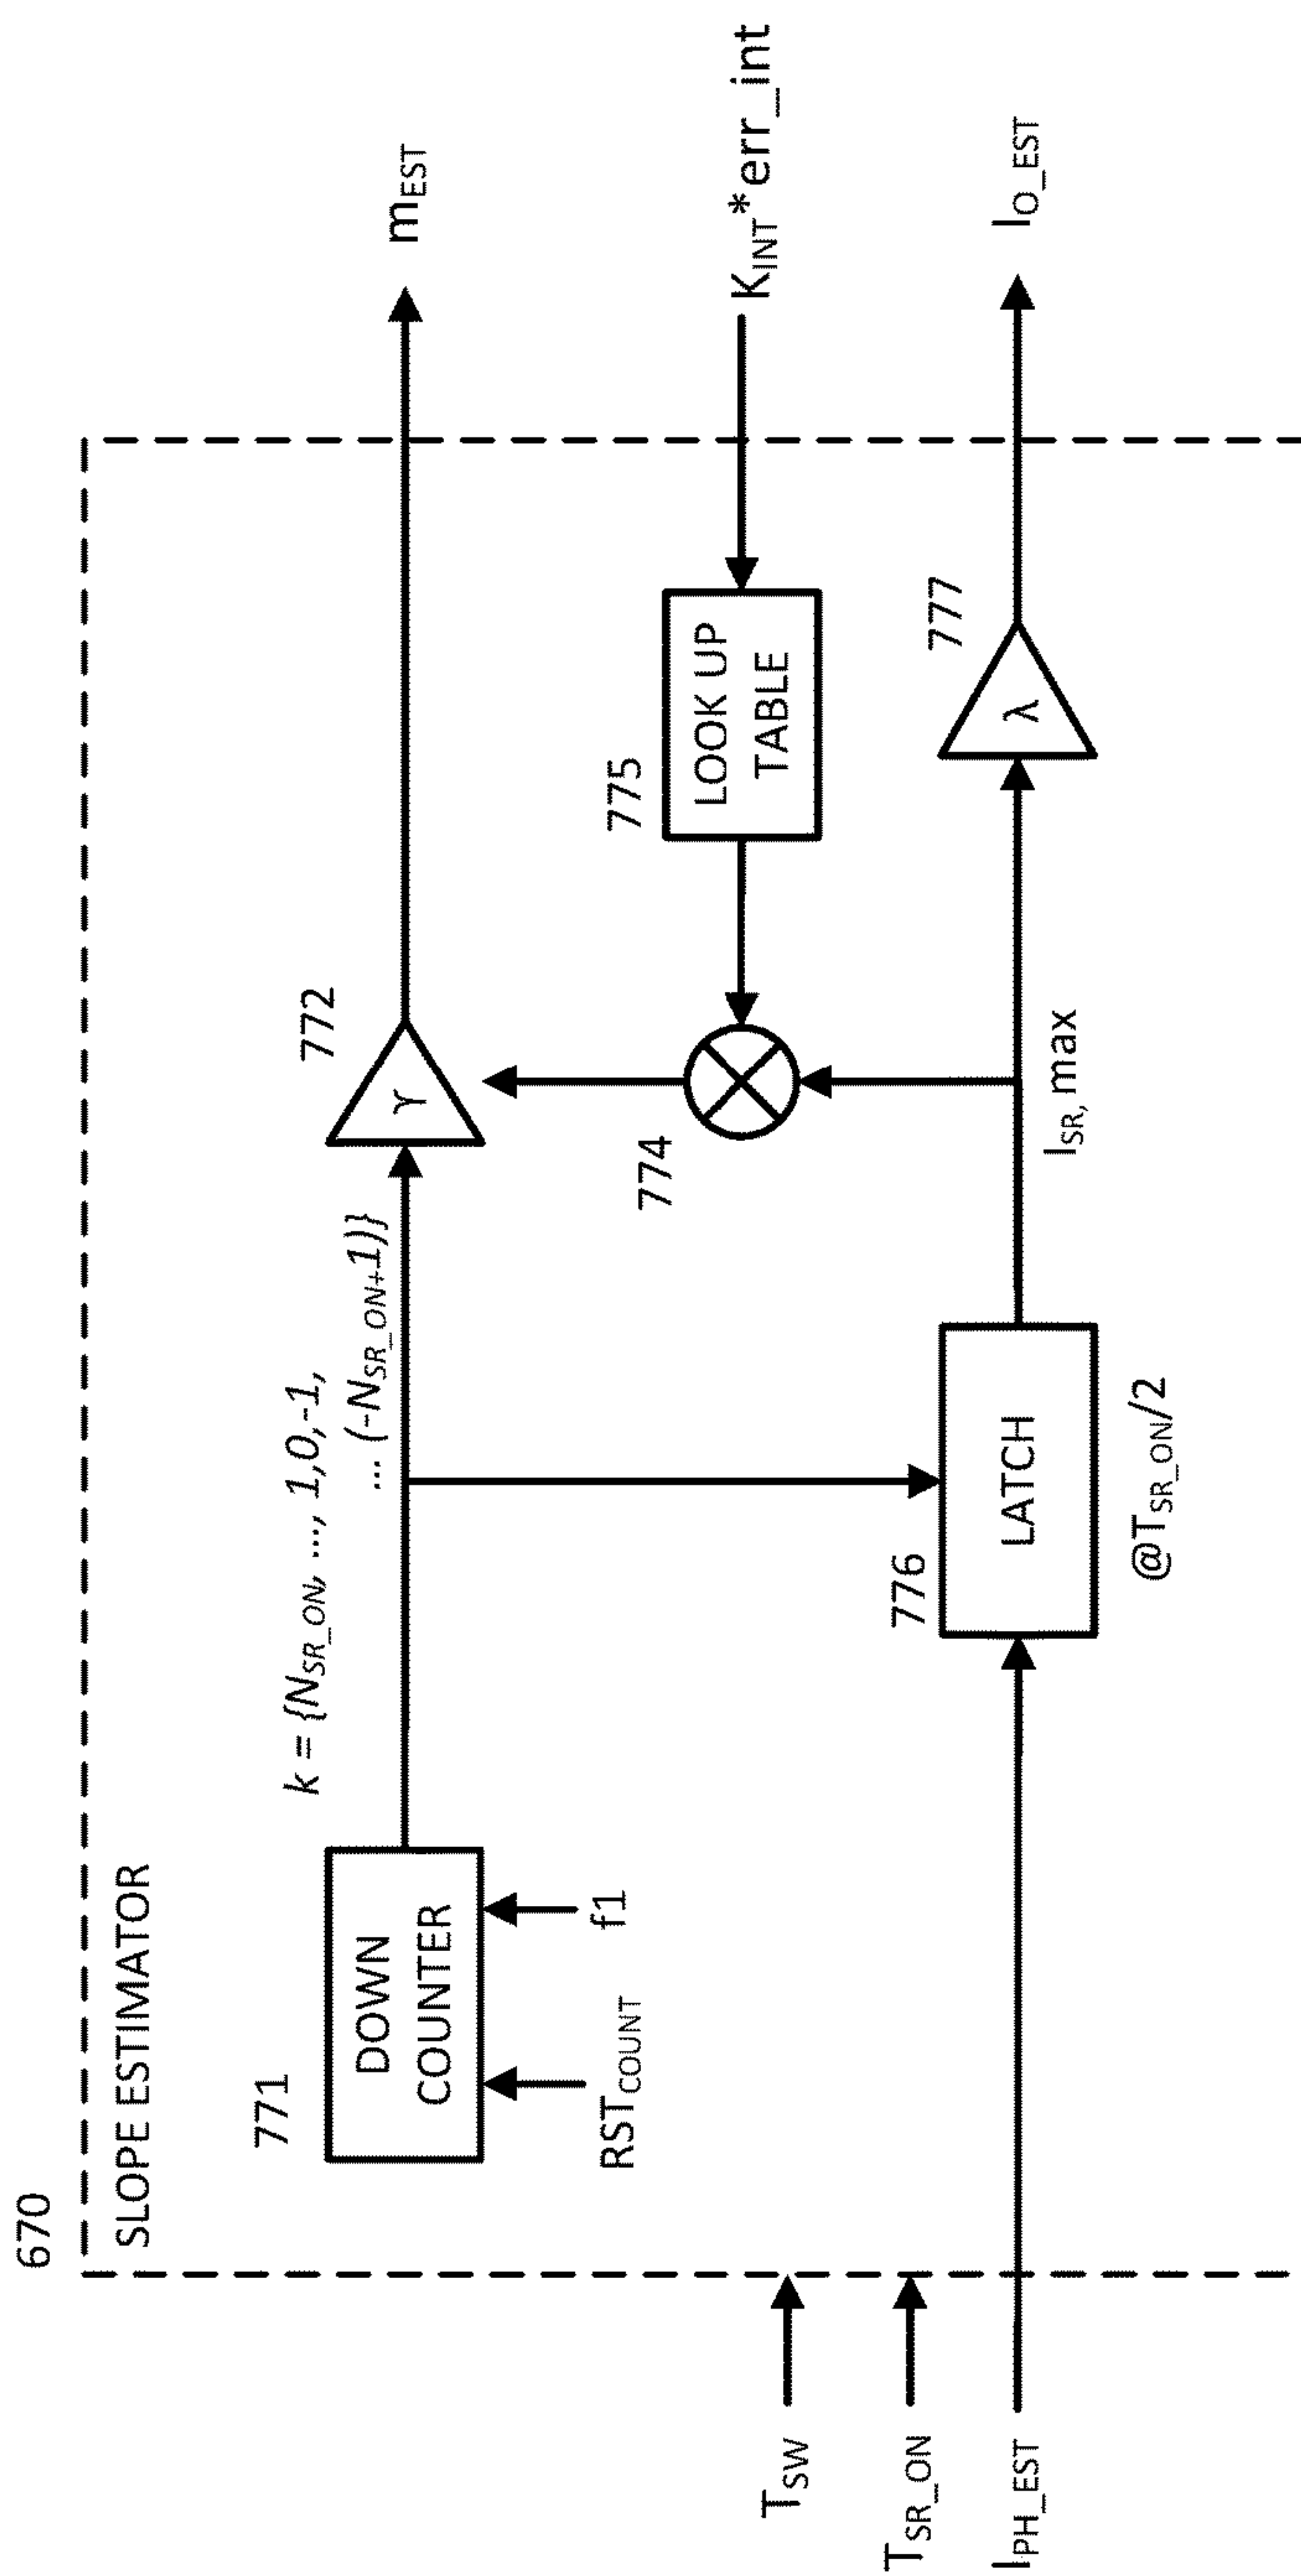 670
SLOPE ESTIMATOR
771
DOWN
COUNTER
RST_COUNT
f1
k = {N_SR_ON, ..., 1,0,-1,
... (-N_SR_ON+1)}
772
γ
m_EST
774
775
LOOK UP
TABLE
K_INT*err_int
T_SW
T_SR_ON
I_PH_EST
776
LATCH
@T_SR_ON/2
I_SR, max
777
λ
I_O_EST